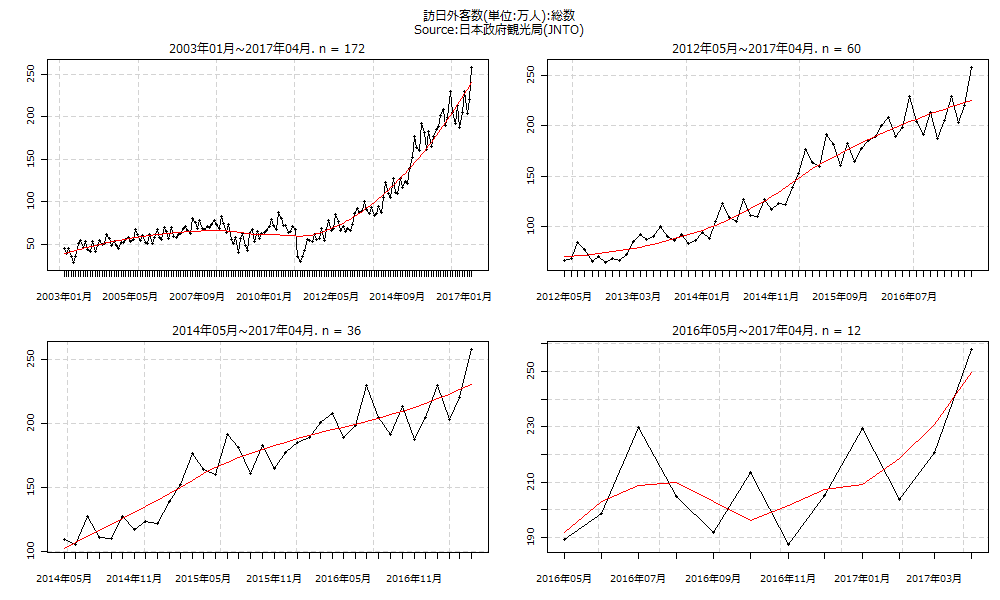 訪日外客数(単位:万人):総数
Source:日本政府観光局(JNTO)
2003年01月~2017年04月. n = 172
250
200
150
100
50
2003年01月 2005年05月 2007年09月 2010年01月 2012年05月 2014年09月 2017年01月
2012年05月~2017年04月. n = 60
250
200
150
100
2012年05月 2013年03月 2014年01月 2014年11月 2015年09月 2016年07月
2014年05月~2017年04月. n = 36
250
200
150
100
2014年05月 2014年11月 2015年05月 2015年11月 2016年05月 2016年11月
2016年05月~2017年04月. n = 12
250
230
210
190
2016年05月 2016年07月 2016年09月 2016年11月 2017年01月 2017年03月